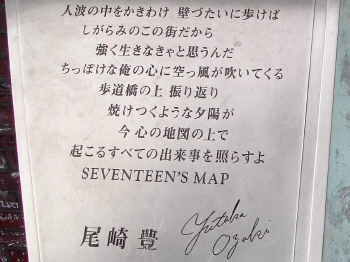 人波の中をかきわけ 壁づたいに歩けば
しがらみのこの街だから
強く生きなきゃと思うんだ
ちっぽけな俺の心に空っ風が吹いてくる
歩道橋の上 振り返り
焼けつくような夕陽が
今 心の地図の上で
起こるすべての出来事を照らすよ
SEVENTEEN'S MAP
尾崎 豊 Yutaka
Ozaki